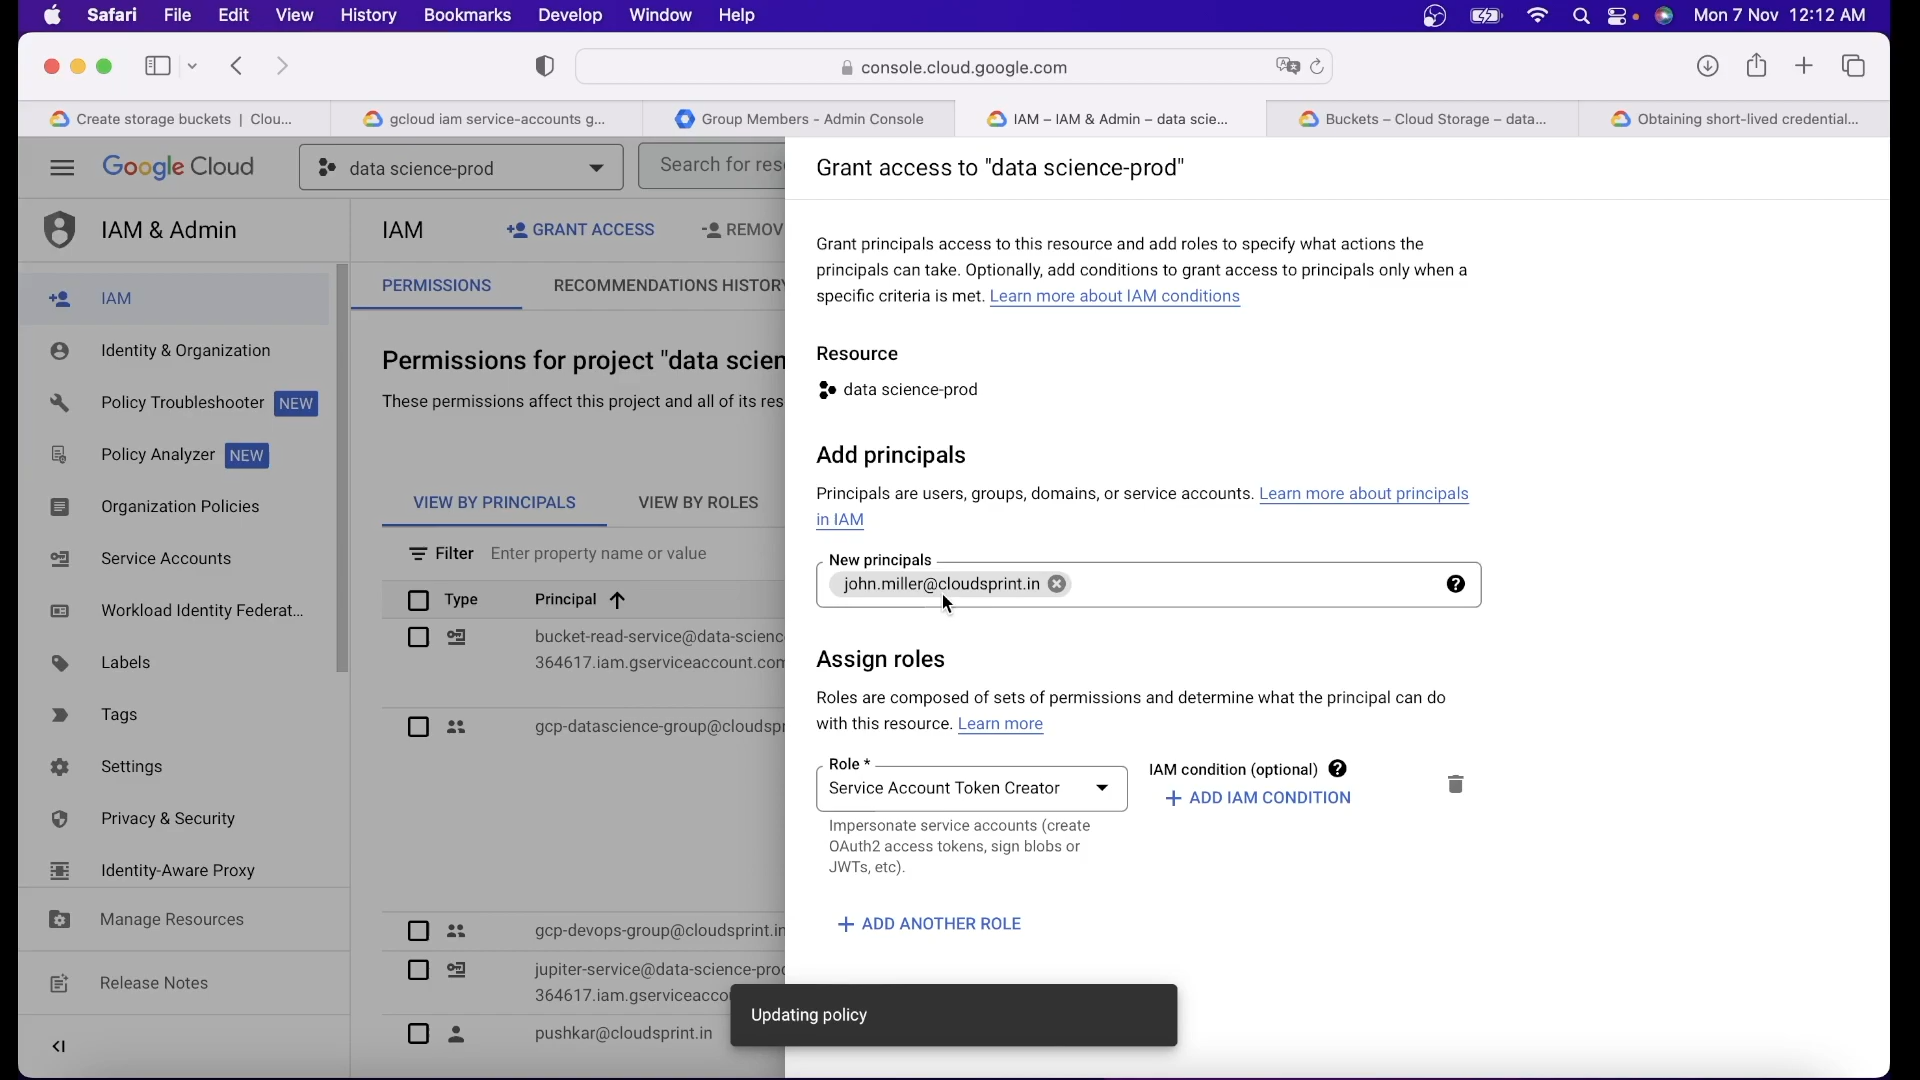 Safari File Edit View History Bookmarks Develop Window Help Mon 7 Nov 12:12 AM
console.cloud.google.com
Create storage buckets | Clou...
gcloud iam service-accounts g...
Group Members - Admin Console
IAM – IAM & Admin – data scie...
Buckets – Cloud Storage – data...
Obtaining short-lived credential...
Google Cloud
data science-prod
Search for res
IAM & Admin
IAM
Identity & Organization
Policy Troubleshooter NEW
Policy Analyzer NEW
Organization Policies
Service Accounts
Workload Identity Federat...
Labels
Tags
Settings
Privacy & Security
Identity-Aware Proxy
Manage Resources
Release Notes
IAM
GRANT ACCESS
REMOV
PERMISSIONS
RECOMMENDATIONS HISTORY
Permissions for project "data scien
These permissions affect this project and all of its res
VIEW BY PRINCIPALS
VIEW BY ROLES
Filter Enter property name or value
Type Principal
bucket-read-service@data-science
364617.iam.gserviceaccount.com
gcp-datascience-group@cloudspr
gcp-devops-group@cloudsprint.in
jupiter-service@data-science-prod
364617.iam.gserviceaccou
pushkar@cloudsprint.in
Grant access to "data science-prod"
Grant principals access to this resource and add roles to specify what actions the
principals can take. Optionally, add conditions to grant access to principals only when a
specific criteria is met. Learn more about IAM conditions
Resource
data science-prod
Add principals
Principals are users, groups, domains, or service accounts. Learn more about principals
in IAM
New principals
john.miller@cloudsprint.in
Assign roles
Roles are composed of sets of permissions and determine what the principal can do
with this resource. Learn more
Role *
Service Account Token Creator
Impersonate service accounts (create
OAuth2 access tokens, sign blobs or
JWTs, etc).
IAM condition (optional)
ADD IAM CONDITION
ADD ANOTHER ROLE
Updating policy